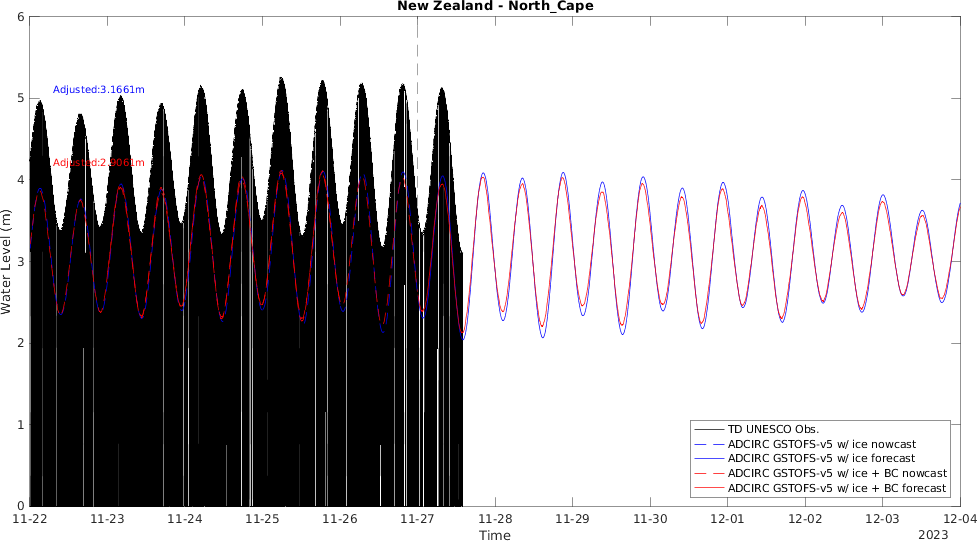 New Zealand - North_Cape
6
5
4
3
2
1
0
Water Level (m)
Adjusted:3.1661m
Adjusted:2.9061m
TD UNESCO Obs.
ADCIRC GSTOFS-v5 w/ ice nowcast
ADCIRC GSTOFS-v5 w/ ice forecast
ADCIRC GSTOFS-v5 w/ ice + BC nowcast
ADCIRC GSTOFS-v5 w/ ice + BC forecast
11-22 11-23 11-24 11-25 11-26 11-27 11-28 11-29 11-30 12-01 12-02 12-03 12-04
Time
2023